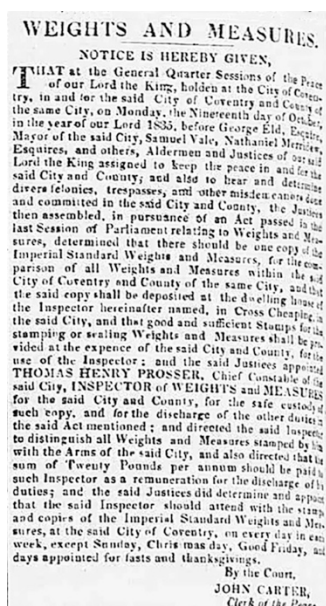 WEIGHTS AND MEASURES.
NOTICE IS HEREBY GIVEN,
THAT at the General Quarter Sessions of the Peace
of our Lord the King, holden at the City of Coven-
try, in and for the said City of Coventry and County of
the same City, on Monday, the Nineteenth day of October,
in the year of our Lord 1835, before George Eld, Esquire,
Mayor of the said City, Samuel Vale, Nathaniel Merridew,
Esquires, and others, Aldermen and Justices of our said
Lord the King assigned to keep the peace in and for the
said City and County, and also to hear and determine
divers felonies, trespasses, and other misdemeanors done
and committed in the said City and County, the Justices
then assembled, in pursuance of an Act passed in the
last Session of Parliament relating to Weights and Mea-
sures, determined that there should be one copy of the
Imperial Standard Weights and Measures, for the com-
parison of all Weights and Measures within the said
City of Coventry and County of the same City, and that
the said copy shall be deposited at the dwelling house of
the Inspector hereinafter named, in Cross Cheaping, in
the said City, and that good and sufficient Stamps for the
stamping or sealing Weights and Measures shall be pro-
vided at the expence of the said City and County, for the
use of the Inspector; and the said Justices appointed
THOMAS HENRY PROSSER, Chief Constable of the
said City, INSPECTOR of WEIGHTS and MEASURES
for the said City and County, for the safe custody of
such copy, and for the discharge of the other duties in
the said Act mentioned; and directed the said Inspector
to distinguish all Weights and Measures stamped by him
with the Arms of the said City, and also directed that the
sum of Twenty Pounds per annum should be paid to
such Inspector as a remuneration for the discharge of his
duties; and the said Justices did determine and appoint
that the said Inspector should attend with the stamps
and copies of the Imperial Standard Weights and Mea-
sures, at the said City of Coventry, on every day in each
week, except Sunday, Christmas day, Good Friday, and
days appointed for fasts and thanksgivings.
By the Court,
JOHN CARTER,
Clerk of the Peace